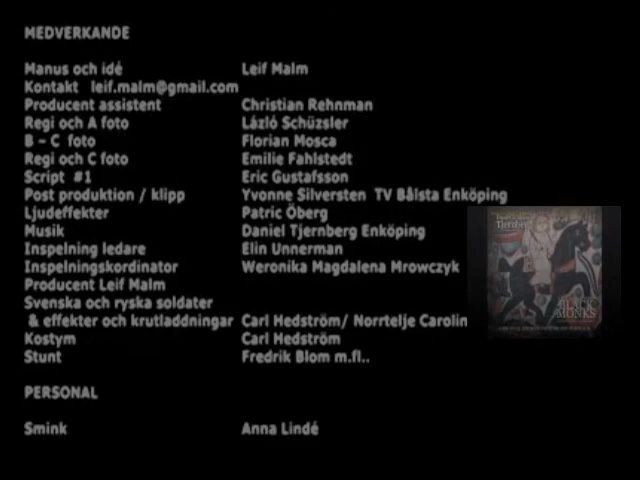 MEDVERKANDE
Manus och idé Leif Malm
Kontakt leif.malm@gmail.com
Producent assistent Christian Rehnman
Regi och A foto Lázló Schüzsler
B – C foto Florian Mosca
Regi och C foto Emilie Fahlstedt
Script #1 Eric Gustafsson
Post produktion / klipp Yvonne Silversten TV Bålsta Enköping
Ljudeffekter Patric Öberg
Musik Daniel Tjernberg Enköping
Inspelning ledare Elin Unnerman
Inspelningskordinator Weronika Magdalena Mrowczyk
Producent Leif Malm
Svenska och ryska soldater
& effekter och krutladdningar Carl Hedström/ Norrtelje Carolin
Kostym Carl Hedström
Stunt Fredrik Blom m.fl..
PERSONAL
Smink Anna Lindé
Tjernberg
BLACK
MONKS